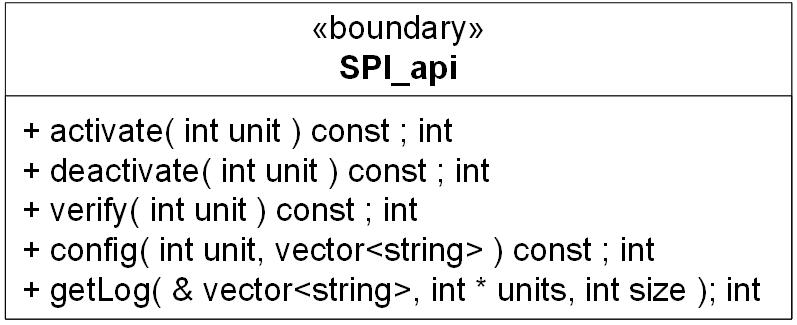 «boundary»
SPI_api
+ activate( int unit ) const ; int
+ deactivate( int unit ) const ; int
+ verify( int unit ) const ; int
+ config( int unit, vector<string> ) const ; int
+ getLog( & vector<string>, int * units, int size ); int